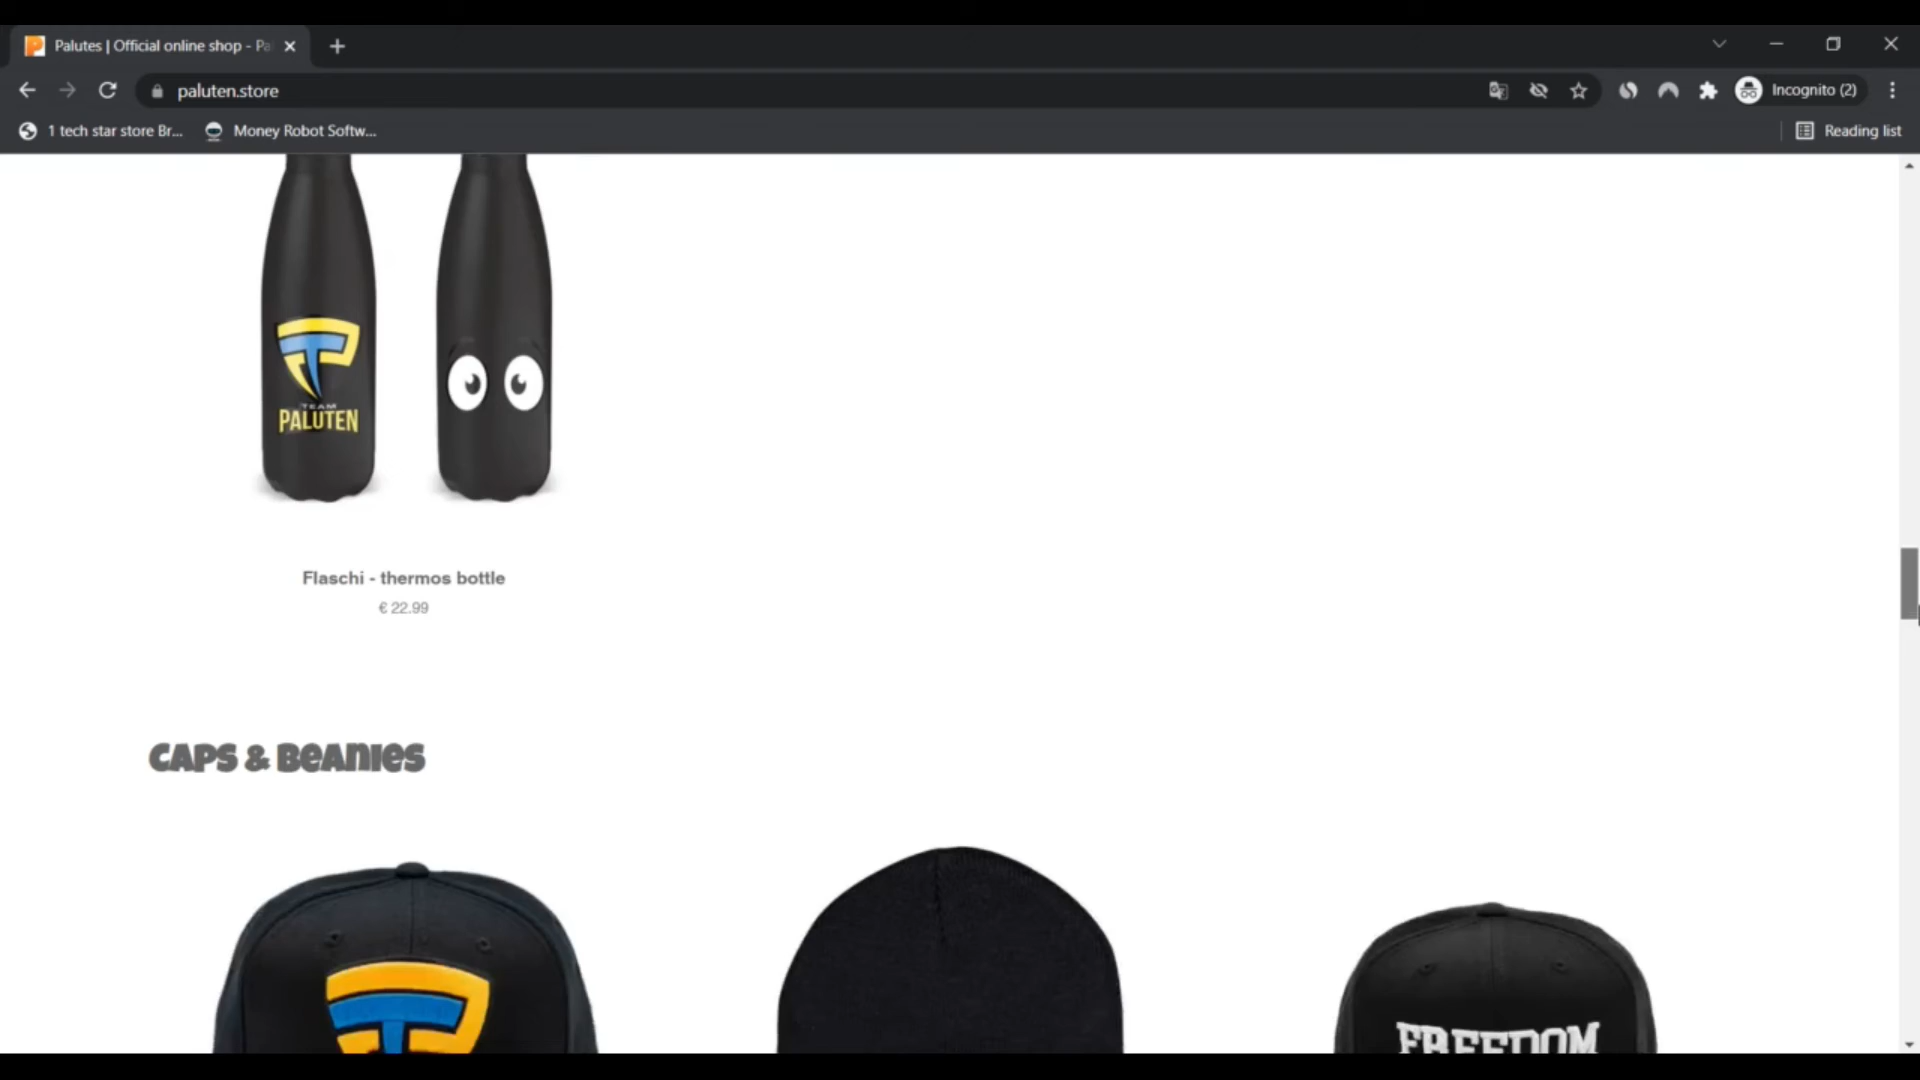 Palutes | Official online shop - Pa
paluten.store
Incognito (2)
1 tech star store Br...
Money Robot Softw...
Reading list
TEAM
PALUTEN
Flaschi - thermos bottle
€ 22.99
CAPS & BEANIES
FREEDOM